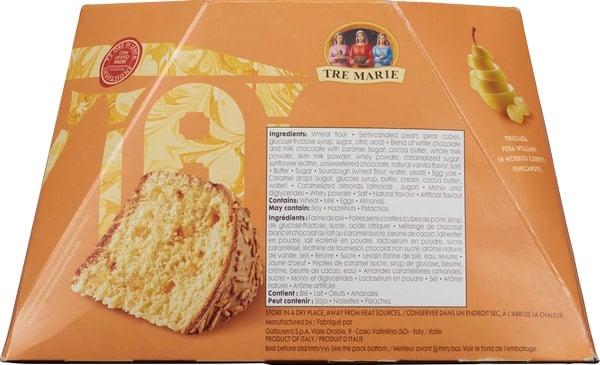 TRE MARIE
CON
LIEVITO
MADRE
PREGIATA
PERA WILLIAMS
IN MORBIDI CUBETTI
SEMICANDITI
Ingredients: Wheat flour • Semi-candied pears (pear cubes,
glucose fructose syrup, sugar, citric acid) • Blend of white chocolate
and milk chocolate with caramel (sugar, cocoa butter, whole milk
powder, skim milk powder, whey powder, caramelized sugar,
sunflower lecithin, unsweetened chocolate, natural vanilla flavor, salt)
• Butter • Sugar • Sourdough (wheat flour, water, yeast) • Egg yolk •
Caramel drops (sugar, glucose syrup, butter, cream, cocoa butter,
water) • Caramelized almonds (almonds, sugar) • Mono and
diglycerides • Whey powder • Salt • Natural flavour • Artificial flavour
Contains: Wheat • Milk • Eggs • Almonds.
May contain: Soy • Hazelnuts • Pistachios.
Ingrédients : Farine de blé • Poires semi-confites (cubes de poire, sirop
de glucose fructose, sucre, acide citrique) • Mélange de chocolat
blanc et chocolat au lait au caramel (sucre, beurre de cacao, lait entier
en poudre, lait écrémé en poudre, lactosérum en poudre, sucre
caramélisé, lécithine de tournesol, chocolat non sucré, arôme naturel
de vanille, sel) • Beurre • Sucre • Levain (farine de blé, eau, levure) •
Jaune d'oeuf • Pépites de caramel (sucre, sirop de glucose, beurre,
crème, beurre de cacao, eau) • Amandes caramélisées (amandes,
sucre) • Mono- et diglycérides • Lactosérum en poudre • Sel • Arôme
naturel • Arôme artificiel.
Contient : Blé • Lait • Oeufs • Amandes
Peut contenir : Soja • Noisettes • Pistaches.
STORE IN A DRY PLACE, AWAY FROM HEAT SOURCES. / CONSERVER DANS UN ENDROIT SEC, À L'ABRI DE LA CHALEUR.
Manufactured by / Fabriqué par
Galbusera S.p.A. Viale Orobie, 9 - Cosio Valtellino (SO) - Italy / Italie
PRODUCT OF ITALY / PRODUIT D'ITALIE
Best before (dd/mm/yy): See the pack bottom. / Meilleur avant (jj/mm/aa): Voir le fond de l'emballage.